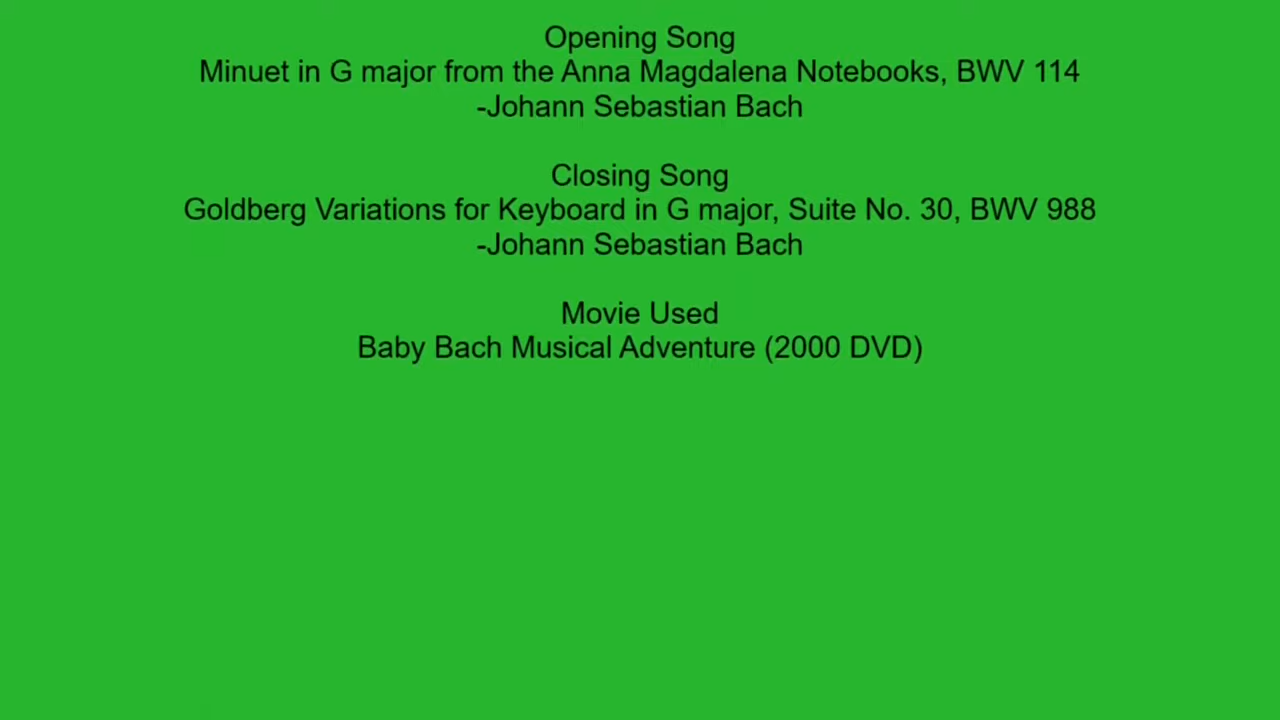 Opening Song
Minuet in G major from the Anna Magdalena Notebooks, BWV 114
-Johann Sebastian Bach
Closing Song
Goldberg Variations for Keyboard in G major, Suite No. 30, BWV 988
-Johann Sebastian Bach
Movie Used
Baby Bach Musical Adventure (2000 DVD)